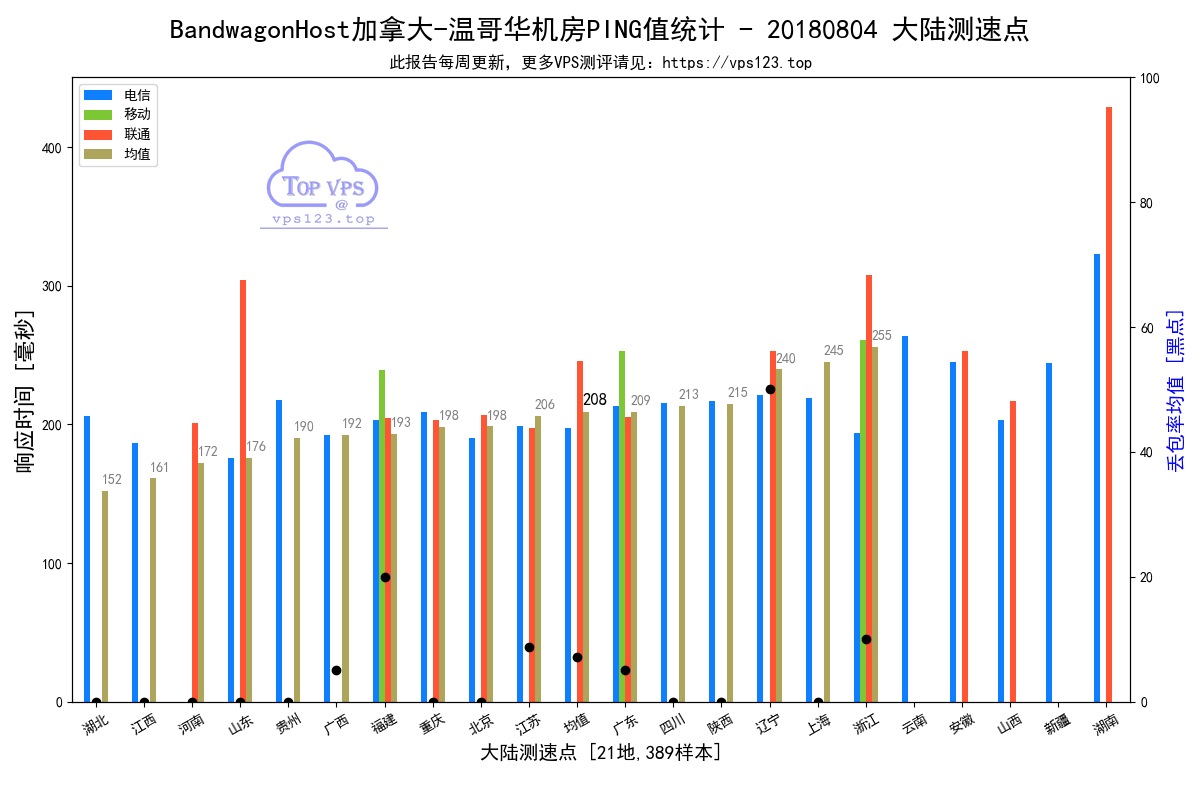 BandwagonHost加拿大-温哥华机房PING值统计 - 20180804 大陆测速点
此报告每周更新，更多VPS测评请见：https://vps123.top
电信
移动
联通
均值
TOP VPS
@
vps123.top
响应时间 [毫秒]
丢包率均值 [黑点]
400
300
200
100
0
100
80
60
40
20
0
152
161
172
176
190
192
193
198
198
206
208
209
213
215
240
245
255
湖北
江西
河南
山东
贵州
广西
福建
重庆
北京
江苏
均值
广东
四川
陕西
辽宁
上海
浙江
云南
安徽
山西
新疆
湖南
大陆测速点 [21地,389样本]